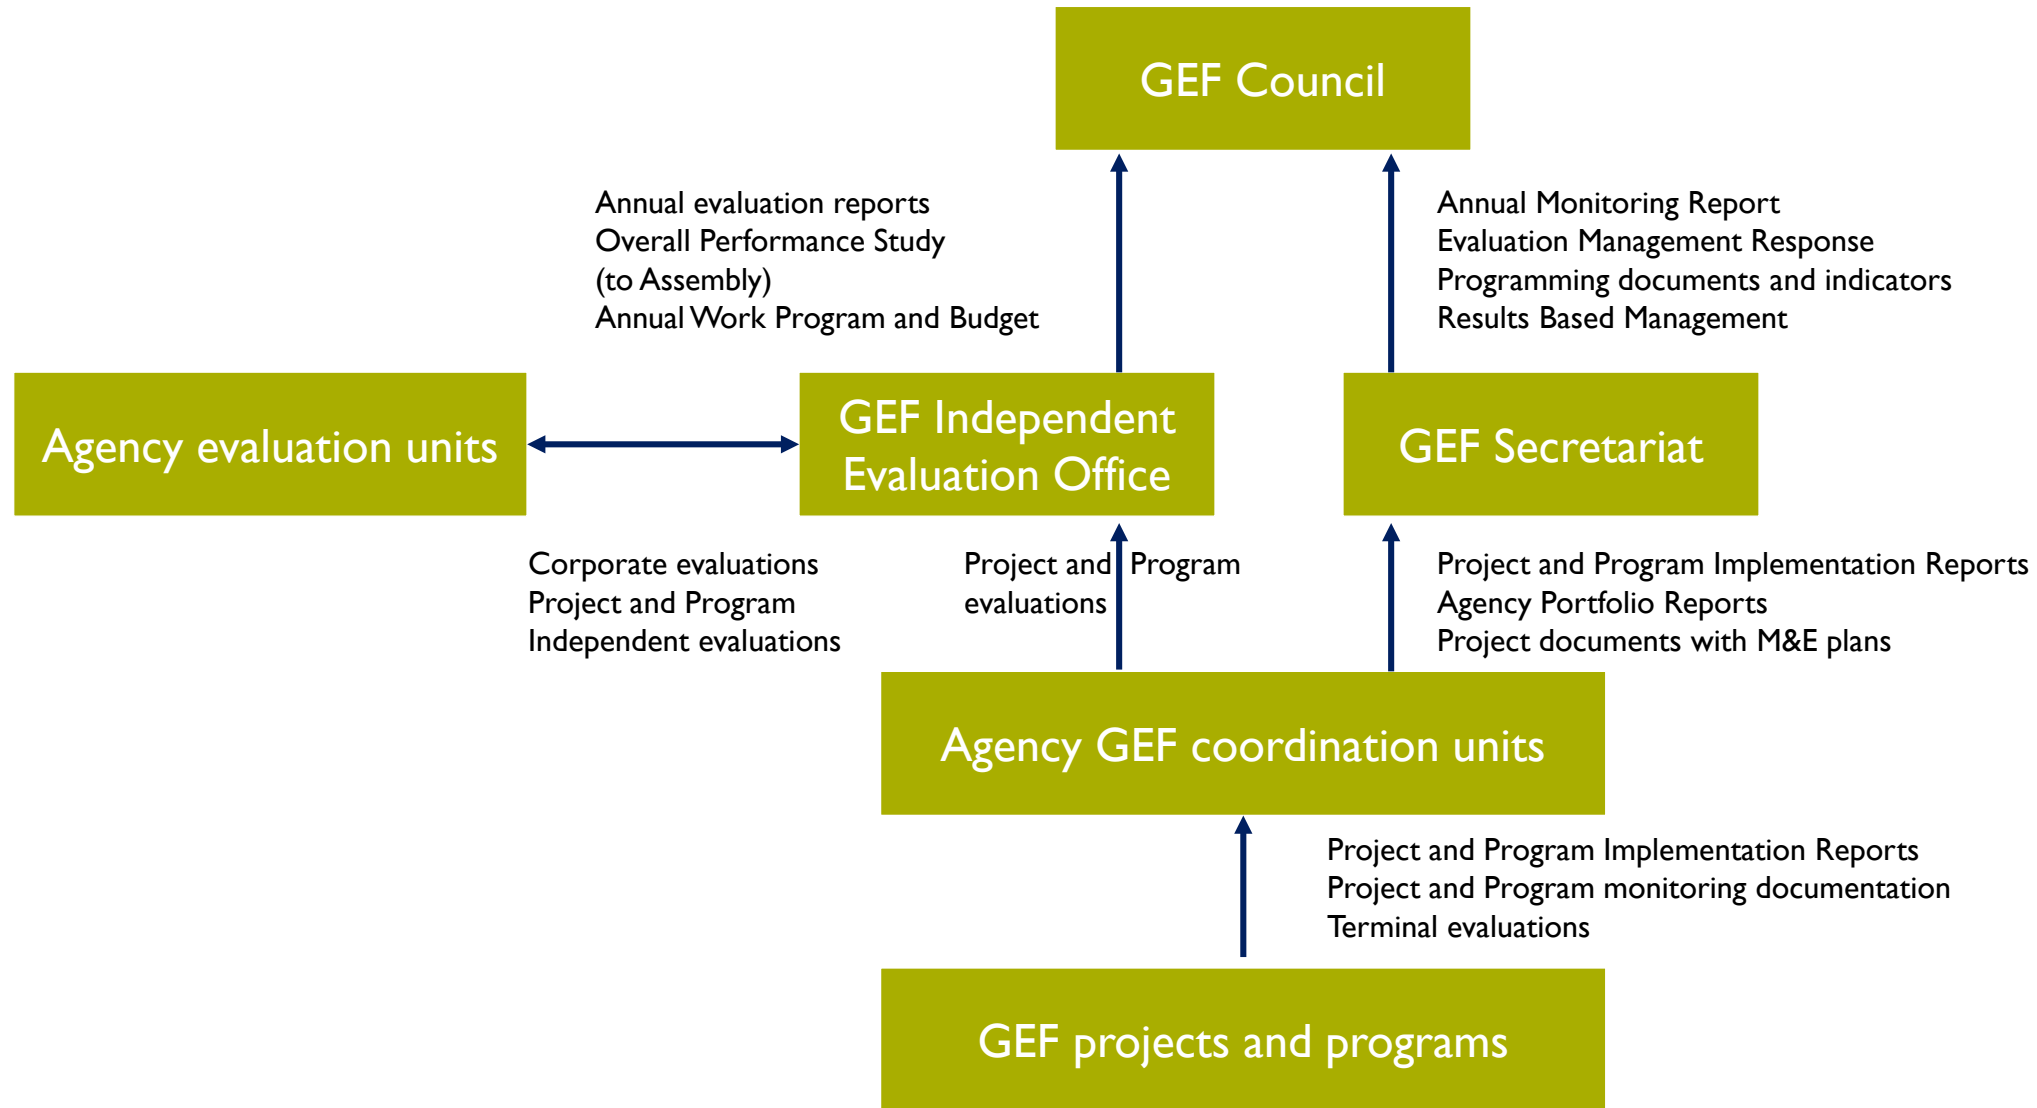 GEF Council
Annual evaluation reports
Overall Performance Study
(to Assembly)
Annual Work Program and Budget
Annual Monitoring Report
Evaluation Management Response
Programming documents and indicators
Results Based Management
Agency evaluation units
GEF Independent
Evaluation Office
GEF Secretariat
Corporate evaluations
Project and Program
Independent evaluations
Project and Program
evaluations
Project and Program Implementation Reports
Agency Portfolio Reports
Project documents with M&E plans
Agency GEF coordination units
Project and Program Implementation Reports
Project and Program monitoring documentation
Terminal evaluations
GEF projects and programs